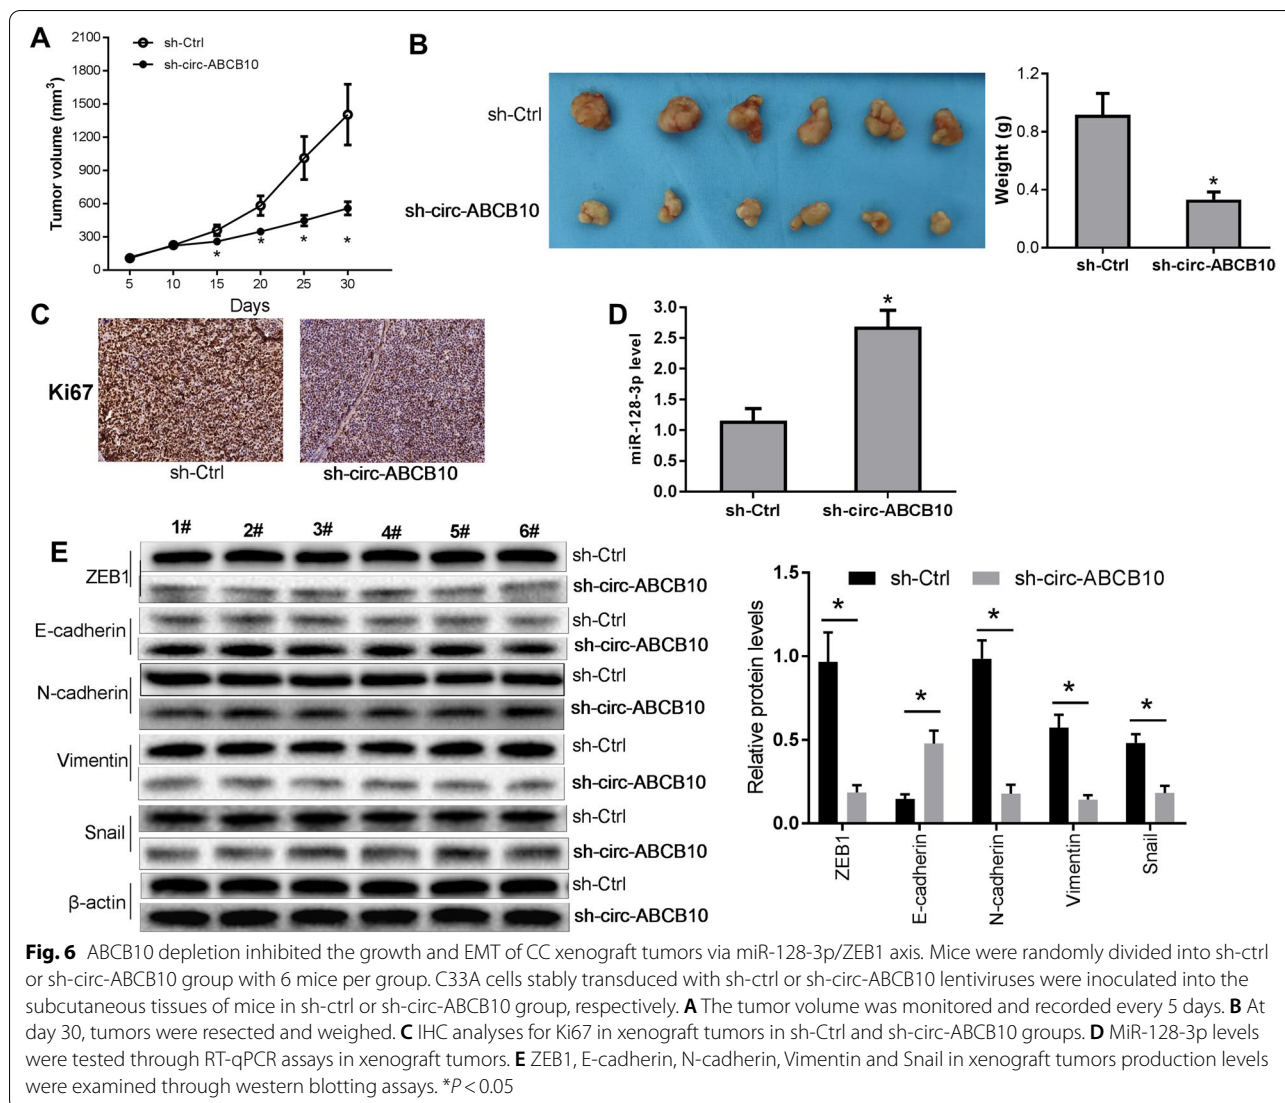 A
2100
1800
1500
1200
900
600
300
0
Tumor volume (mm³)
sh-Ctrl
sh-circ-ABCB10
* * * *
5 10 15 20 25 30
Days
B
sh-Ctrl
sh-circ-ABCB10
1.2
0.8
0.4
0.0
Weight (g)
*
sh-Ctrl sh-circ-ABCB10
C
Ki67
sh-Ctrl sh-circ-ABCB10
D
3.0
2.5
2.0
1.5
1.0
0.5
0.0
miR-128-3p level
*
sh-Ctrl sh-circ-ABCB10
E
1# 2# 3# 4# 5# 6#
ZEB1
sh-Ctrl
sh-circ-ABCB10
E-cadherin
sh-Ctrl
sh-circ-ABCB10
N-cadherin
sh-Ctrl
sh-circ-ABCB10
Vimentin
sh-Ctrl
sh-circ-ABCB10
Snail
sh-Ctrl
sh-circ-ABCB10
β-actin
sh-Ctrl
sh-circ-ABCB10
sh-Ctrl sh-circ-ABCB10
1.5
1.0
0.5
0.0
Relative protein levels
* * * * *
ZEB1
E-cadherin
N-cadherin
Vimentin
Snail
Fig. 6 ABCB10 depletion inhibited the growth and EMT of CC xenograft tumors via miR-128-3p/ZEB1 axis. Mice were randomly divided into sh-ctrl
or sh-circ-ABCB10 group with 6 mice per group. C33A cells stably transduced with sh-ctrl or sh-circ-ABCB10 lentiviruses were inoculated into the
subcutaneous tissues of mice in sh-ctrl or sh-circ-ABCB10 group, respectively. A The tumor volume was monitored and recorded every 5 days. B At
day 30, tumors were resected and weighed. C IHC analyses for Ki67 in xenograft tumors in sh-Ctrl and sh-circ-ABCB10 groups. D MiR-128-3p levels
were tested through RT-qPCR assays in xenograft tumors. E ZEB1, E-cadherin, N-cadherin, Vimentin and Snail in xenograft tumors production levels
were examined through western blotting assays. *P < 0.05